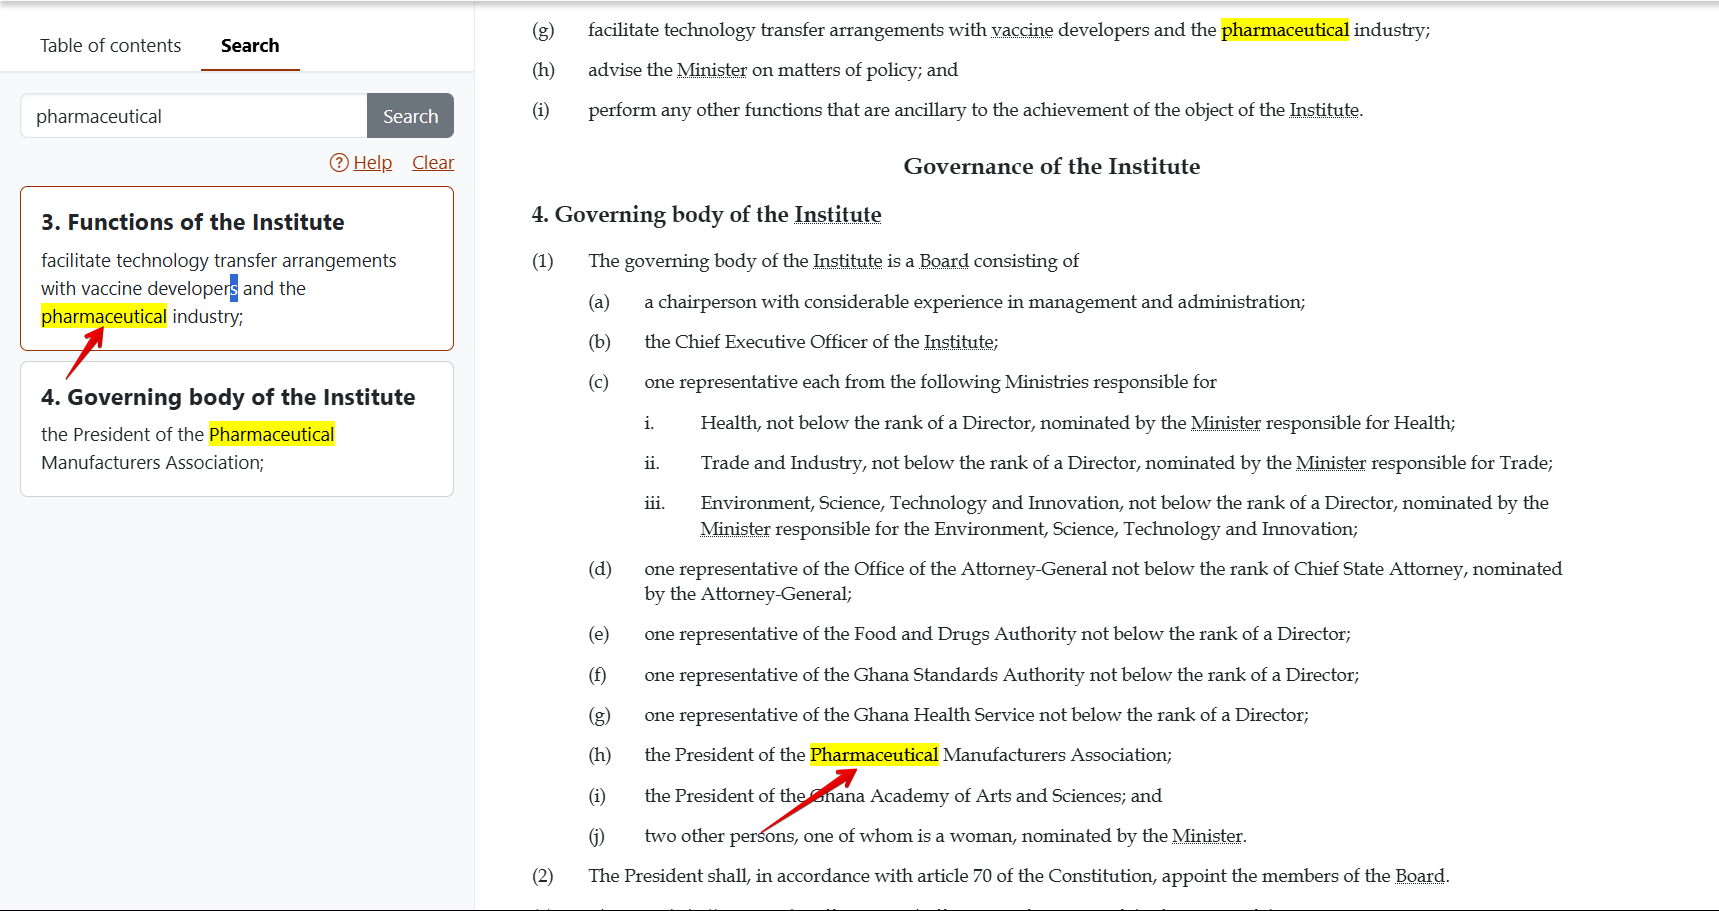 Table of contents
Search
pharmaceutical
Search
Help
Clear
3. Functions of the Institute
facilitate technology transfer arrangements
with vaccine developers and the
pharmaceutical industry;
4. Governing body of the Institute
the President of the Pharmaceutical
Manufacturers Association;
(g) facilitate technology transfer arrangements with vaccine developers and the pharmaceutical industry;
(h) advise the Minister on matters of policy; and
(i) perform any other functions that are ancillary to the achievement of the object of the Institute.
Governance of the Institute
4. Governing body of the Institute
(1) The governing body of the Institute is a Board consisting of
(a) a chairperson with considerable experience in management and administration;
(b) the Chief Executive Officer of the Institute;
(c) one representative each from the following Ministries responsible for
i. Health, not below the rank of a Director, nominated by the Minister responsible for Health;
ii. Trade and Industry, not below the rank of a Director, nominated by the Minister responsible for Trade;
iii. Environment, Science, Technology and Innovation, not below the rank of a Director, nominated by the
Minister responsible for the Environment, Science, Technology and Innovation;
(d) one representative of the Office of the Attorney-General not below the rank of Chief State Attorney, nominated
by the Attorney-General;
(e) one representative of the Food and Drugs Authority not below the rank of a Director;
(f) one representative of the Ghana Standards Authority not below the rank of a Director;
(g) one representative of the Ghana Health Service not below the rank of a Director;
(h) the President of the Pharmaceutical Manufacturers Association;
(i) the President of the Ghana Academy of Arts and Sciences; and
(j) two other persons, one of whom is a woman, nominated by the Minister.
(2) The President shall, in accordance with article 70 of the Constitution, appoint the members of the Board.